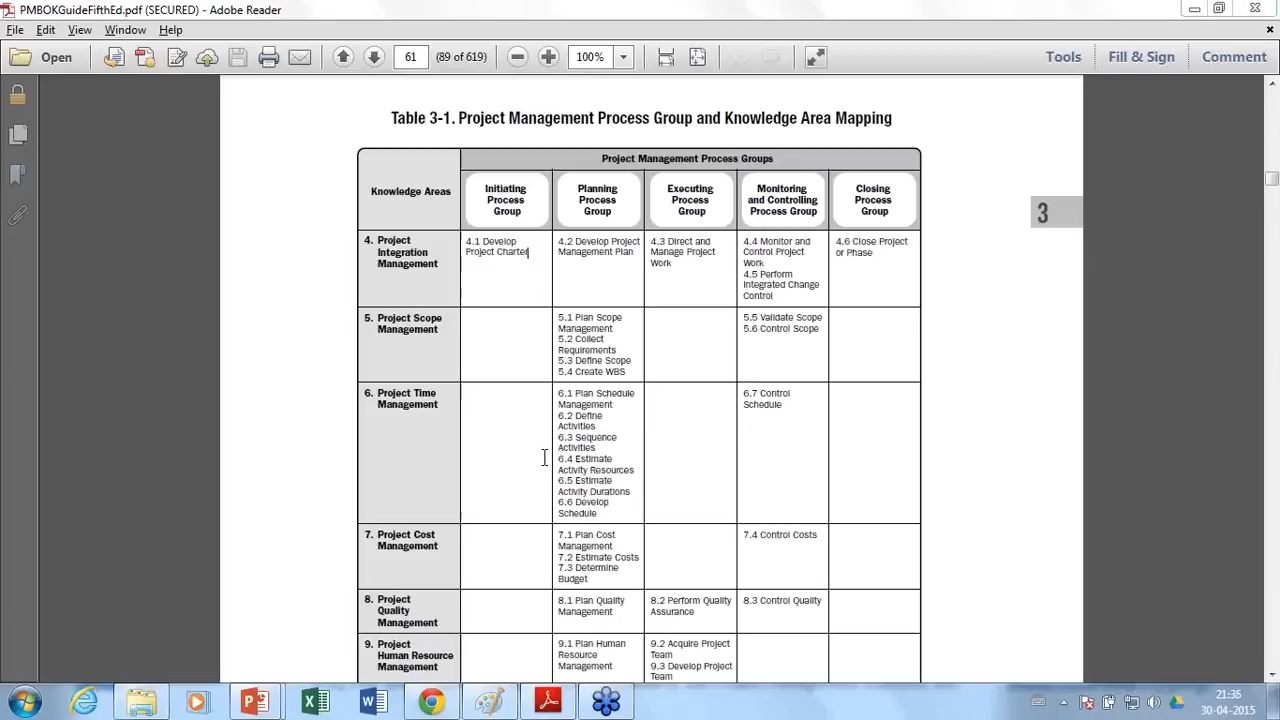 PMBOKGuideFifthEd.pdf (SECURED) - Adobe Reader
File Edit View Window Help
Open 61 (89 of 619) 100% Tools Fill & Sign Comment
Table 3-1. Project Management Process Group and Knowledge Area Mapping
3
Knowledge Areas
Project Management Process Groups
Initiating
Process
Group
Planning
Process
Group
Executing
Process
Group
Monitoring
and Controlling
Process Group
Closing
Process
Group
4. Project
Integration
Management
4.1 Develop
Project Charter
4.2 Develop Project
Management Plan
4.3 Direct and
Manage Project
Work
4.4 Monitor and
Control Project
Work
4.5 Perform
Integrated Change
Control
4.6 Close Project
or Phase
5. Project Scope
Management
5.1 Plan Scope
Management
5.2 Collect
Requirements
5.3 Define Scope
5.4 Create WBS
5.5 Validate Scope
5.6 Control Scope
6. Project Time
Management
6.1 Plan Schedule
Management
6.2 Define
Activities
6.3 Sequence
Activities
6.4 Estimate
Activity Resources
6.5 Estimate
Activity Durations
6.6 Develop
Schedule
6.7 Control
Schedule
7. Project Cost
Management
7.1 Plan Cost
Management
7.2 Estimate Costs
7.3 Determine
Budget
7.4 Control Costs
8. Project
Quality
Management
8.1 Plan Quality
Management
8.2 Perform Quality
Assurance
8.3 Control Quality
9. Project
Human Resource
Management
9.1 Plan Human
Resource
Management
9.2 Acquire Project
Team
9.3 Develop Project
Team
21:36
30-04-2015